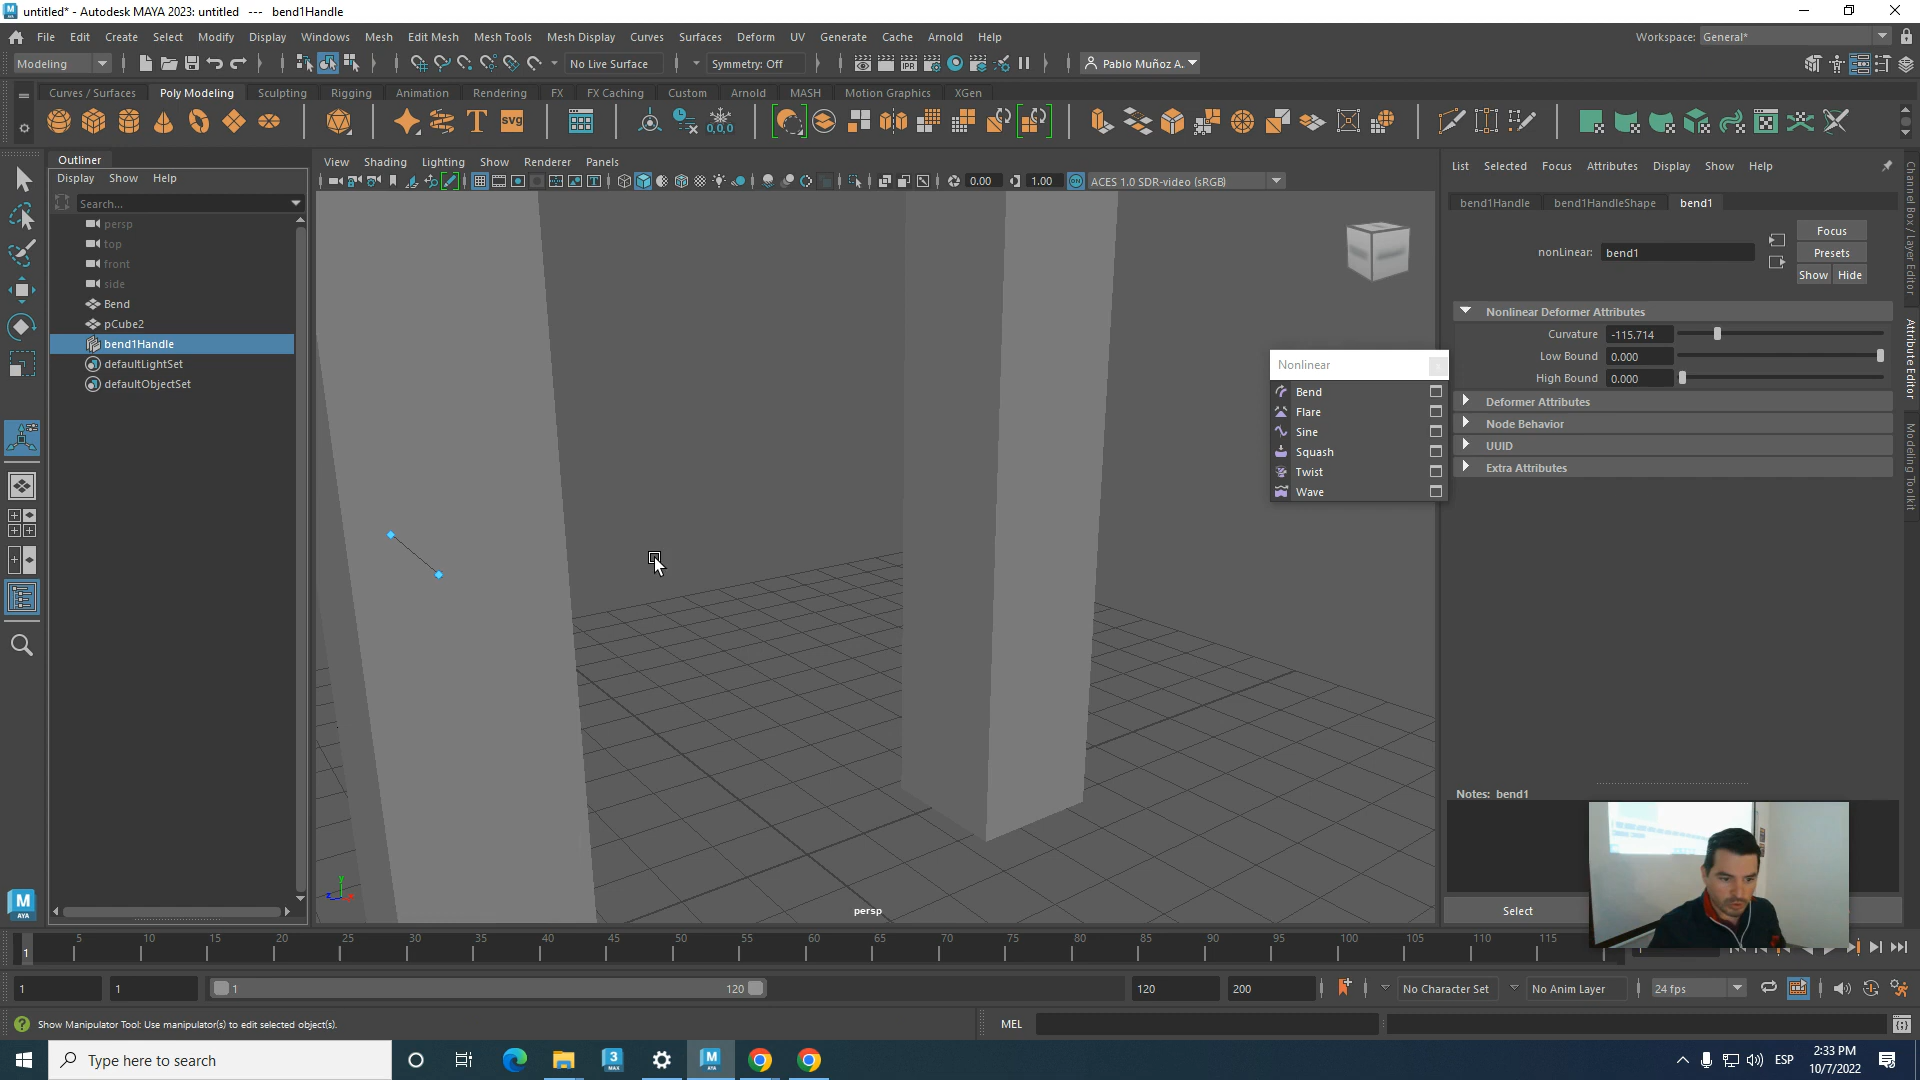 untitled* - Autodesk MAYA 2023: untitled --- bend1Handle
File Edit Create Select Modify Display Windows Mesh Edit Mesh Mesh Tools Mesh Display Curves Surfaces Deform UV Generate Cache Arnold Help
Workspace: General*
Modeling
No Live Surface
Symmetry: Off
Pablo Muñoz A.
Curves / Surfaces Poly Modeling Sculpting Rigging Animation Rendering FX FX Caching Custom Arnold MASH Motion Graphics XGen
Outliner
Display Show Help
Search...
persp
top
front
side
Bend
pCube2
bend1Handle
defaultLightSet
defaultObjectSet
View Shading Lighting Show Renderer Panels
0.00 1.00 ACES 1.0 SDR-video (sRGB)
Nonlinear
Bend
Flare
Sine
Squash
Twist
Wave
persp
List Selected Focus Attributes Display Show Help
bend1Handle bend1HandleShape bend1
nonLinear: bend1
Focus
Presets
Show Hide
Nonlinear Deformer Attributes
Curvature -115.714
Low Bound 0.000
High Bound 0.000
Deformer Attributes
Node Behavior
UUID
Extra Attributes
Notes: bend1
Select
Channel Box / Layer Editor
Attribute Editor
Modeling Toolkit
5 10 15 20 25 30 35 40 45 50 55 60 65 70 75 80 85 90 95 100 105 110 115
1
1 1 1 120 120 200 No Character Set No Anim Layer 24 fps
Show Manipulator Tool: Use manipulator(s) to edit selected object(s).
MEL
Type here to search
ESP
2:33 PM
10/7/2022